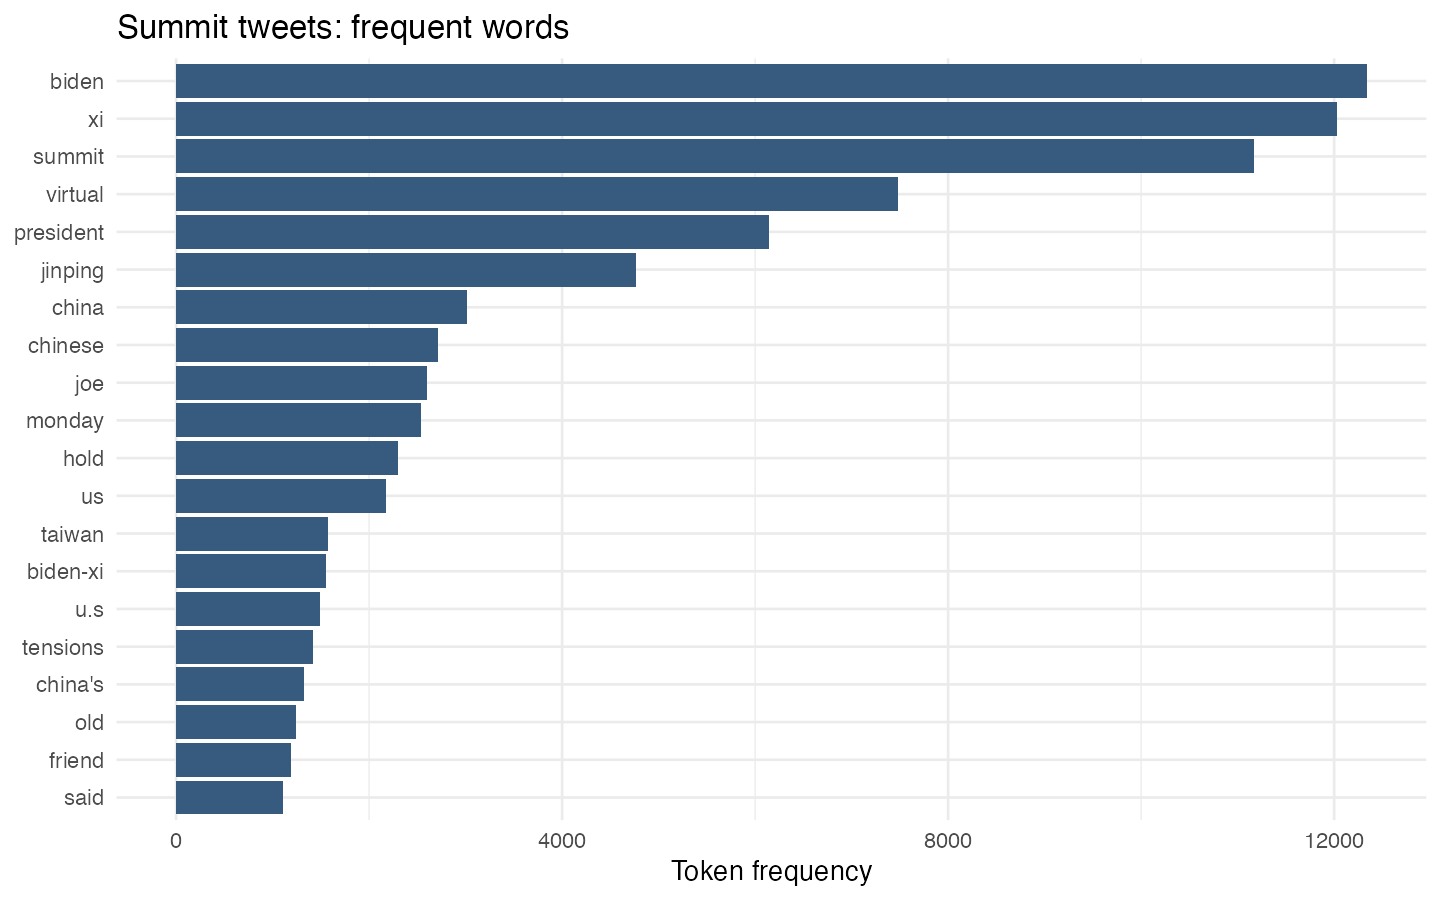 Summit tweets: frequent words
biden
xi
summit
virtual
president
jinping
china
chinese
joe
monday
hold
us
taiwan
biden-xi
u.s
tensions
china's
old
friend
said
0 4000 8000 12000
Token frequency